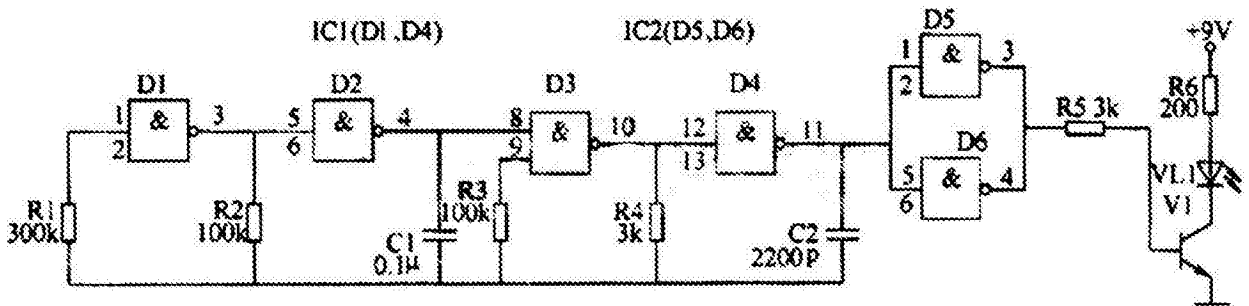 IC1(D1,D4)
IC2(D5,D6)
D5
+9V
1
2
&
3
D1
D2
D3
D4
R6
200
1
2
&
3
5
6
&
4
8
9
&
10
12
13
&
11
R5 3k
D6
5
6
&
4
VL1
V1
R1
300k
R2
100k
C1
0.1μ
R3
100k
R4
3k
C2
2200P